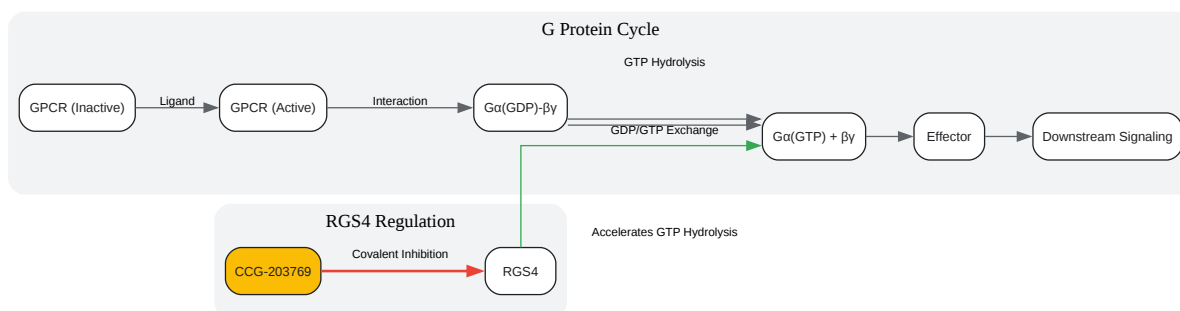 G Protein Cycle
GTP Hydrolysis
GPCR (Inactive)
Ligand
GPCR (Active)
Interaction
Gα(GDP)-βγ
GDP/GTP Exchange
Gα(GTP) + βγ
Effector
Downstream Signaling
RGS4 Regulation
Accelerates GTP Hydrolysis
CCG-203769
Covalent Inhibition
RGS4